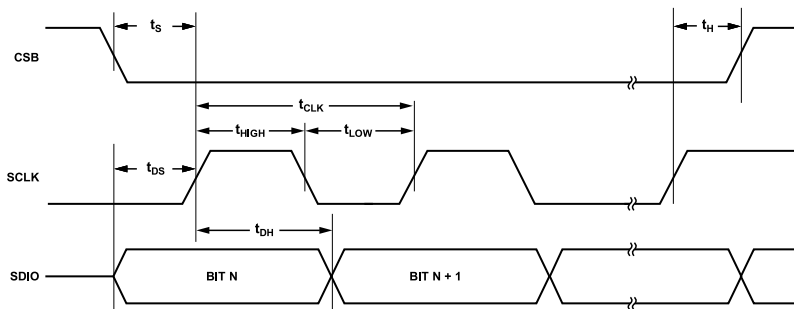 tS
tH
CSB
tCLK
tHIGH
tLOW
tDS
SCLK
tDH
SDIO
BIT N
BIT N + 1